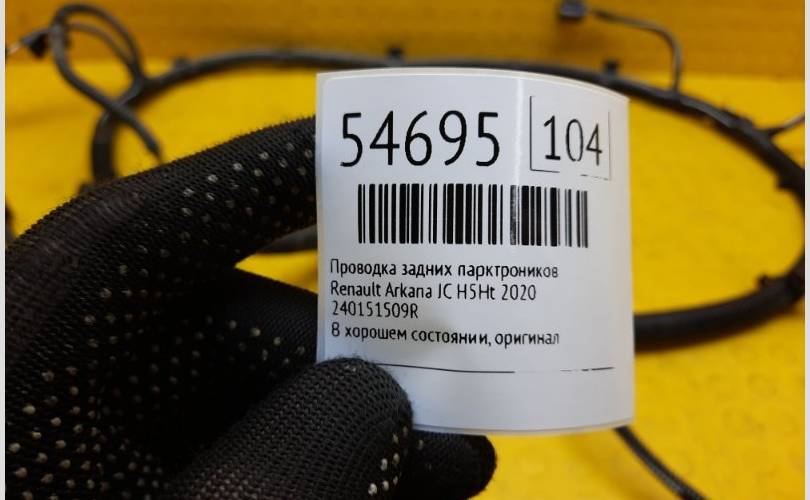 54695 104
Проводка задних парктроников
Renault Arkana JC H5Ht 2020
240151509R
В хорошем состоянии, оригинал